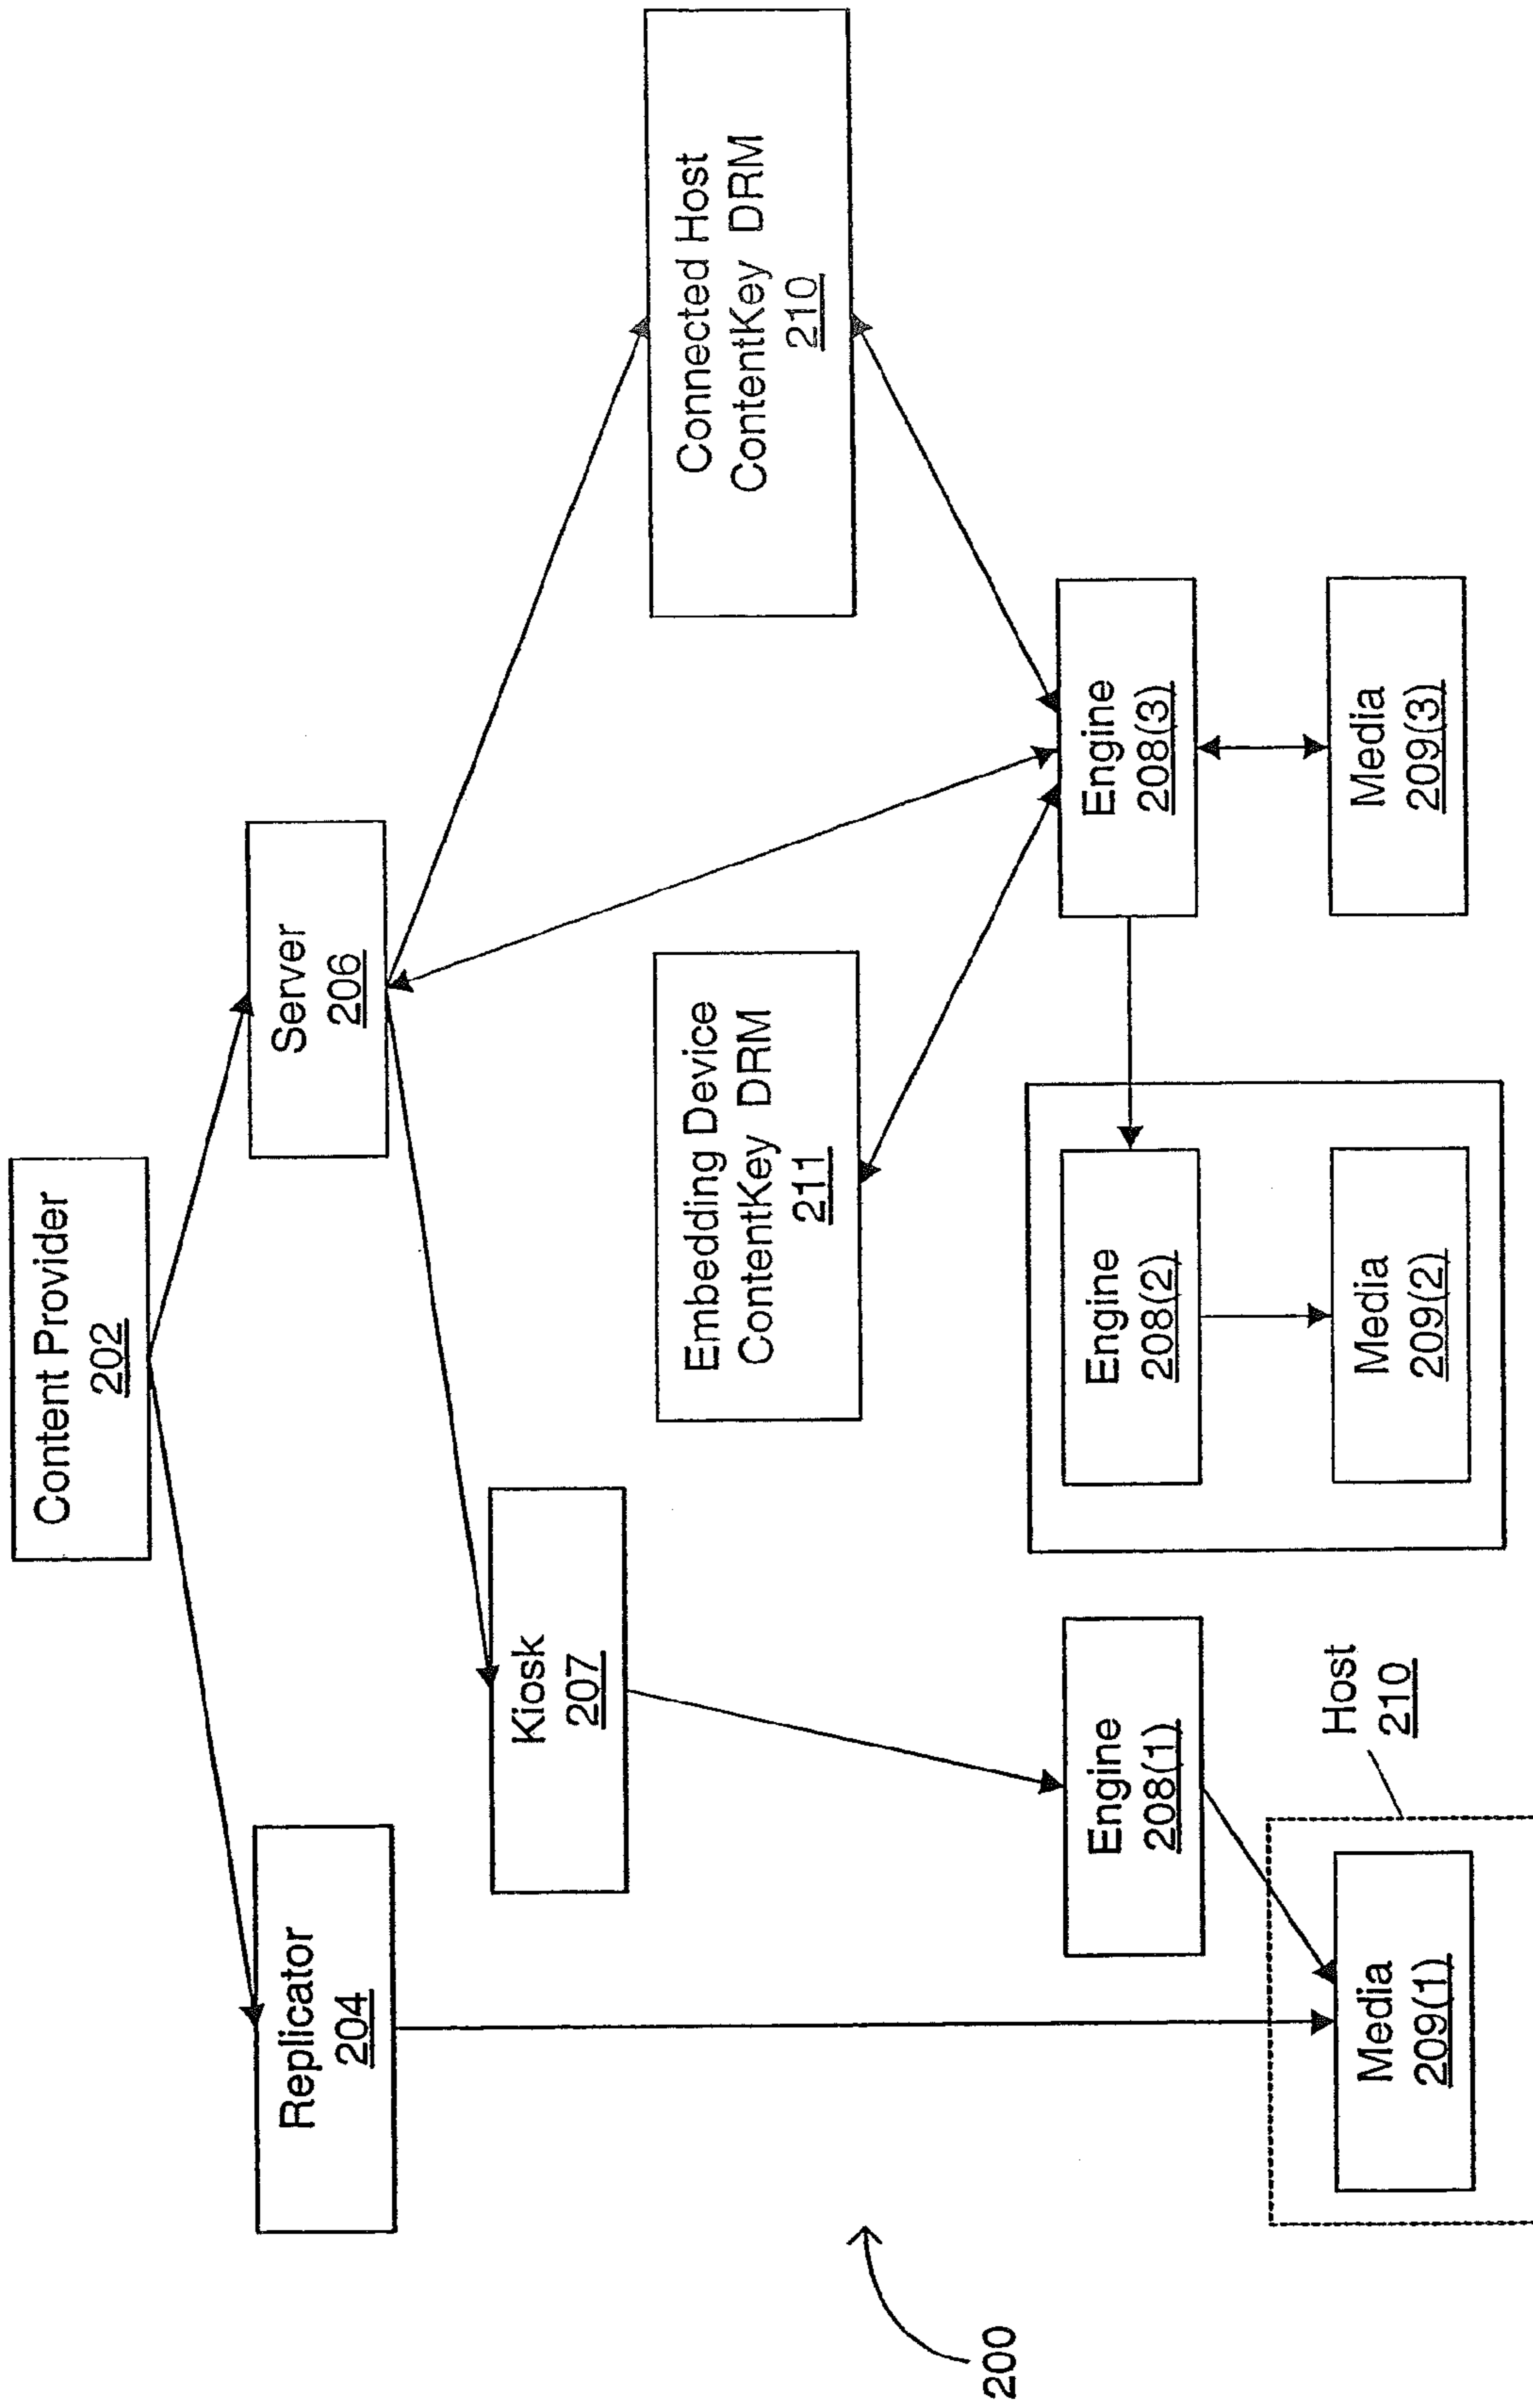 Content Provider
202
Replicator
204
Server
206
Kiosk
207
Embedding Device
ContentKey DRM
211
Connected Host
ContentKey DRM
210
Engine
208(1)
Engine
208(2)
Engine
208(3)
Host
210
Media
209(1)
Media
209(2)
Media
209(3)
200